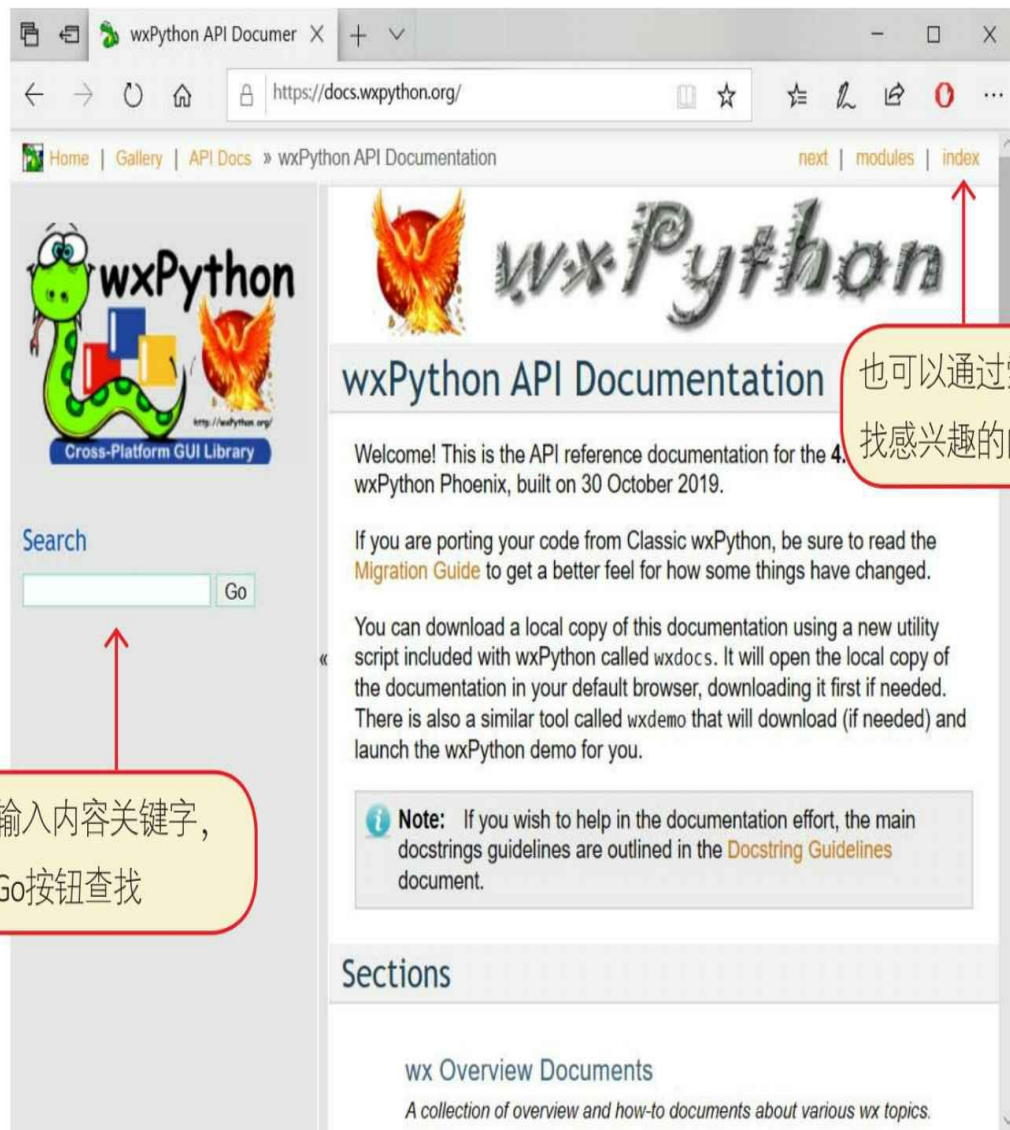 wxPython API Documer
https://docs.wxpython.org/
Home | Gallery | API Docs » wxPython API Documentation
next | modules | index
wxPython
http://wxPython.org/
Cross-Platform GUI Library
Search
Go
«
输入内容关键字，
Go按钮查找
wxPython
wxPython API Documentation
也可以通过
找感兴趣的
Welcome! This is the API reference documentation for the 4.
wxPython Phoenix, built on 30 October 2019.
If you are porting your code from Classic wxPython, be sure to read the
Migration Guide to get a better feel for how some things have changed.
You can download a local copy of this documentation using a new utility
script included with wxPython called wxdocs. It will open the local copy of
the documentation in your default browser, downloading it first if needed.
There is also a similar tool called wxdemo that will download (if needed) and
launch the wxPython demo for you.
Note: If you wish to help in the documentation effort, the main
docstrings guidelines are outlined in the Docstring Guidelines
document.
Sections
wx Overview Documents
A collection of overview and how-to documents about various wx topics.